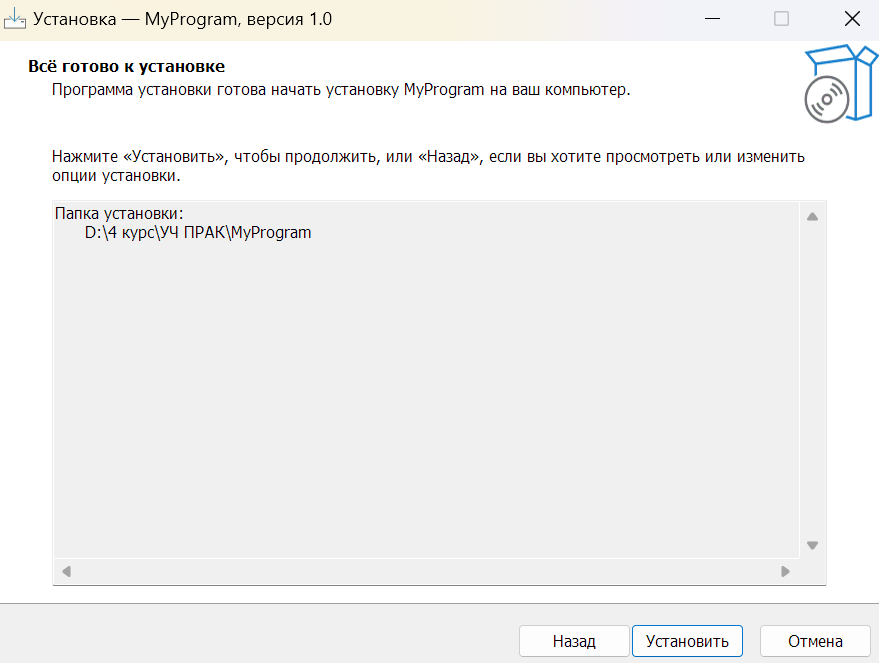 Установка — MyProgram, версия 1.0
Всё готово к установке
Программа установки готова начать установку MyProgram на ваш компьютер.
Нажмите «Установить», чтобы продолжить, или «Назад», если вы хотите просмотреть или изменить
опции установки.
Папка установки:
D:\4 курс\УЧ ПРАК\MyProgram
Назад
Установить
Отмена